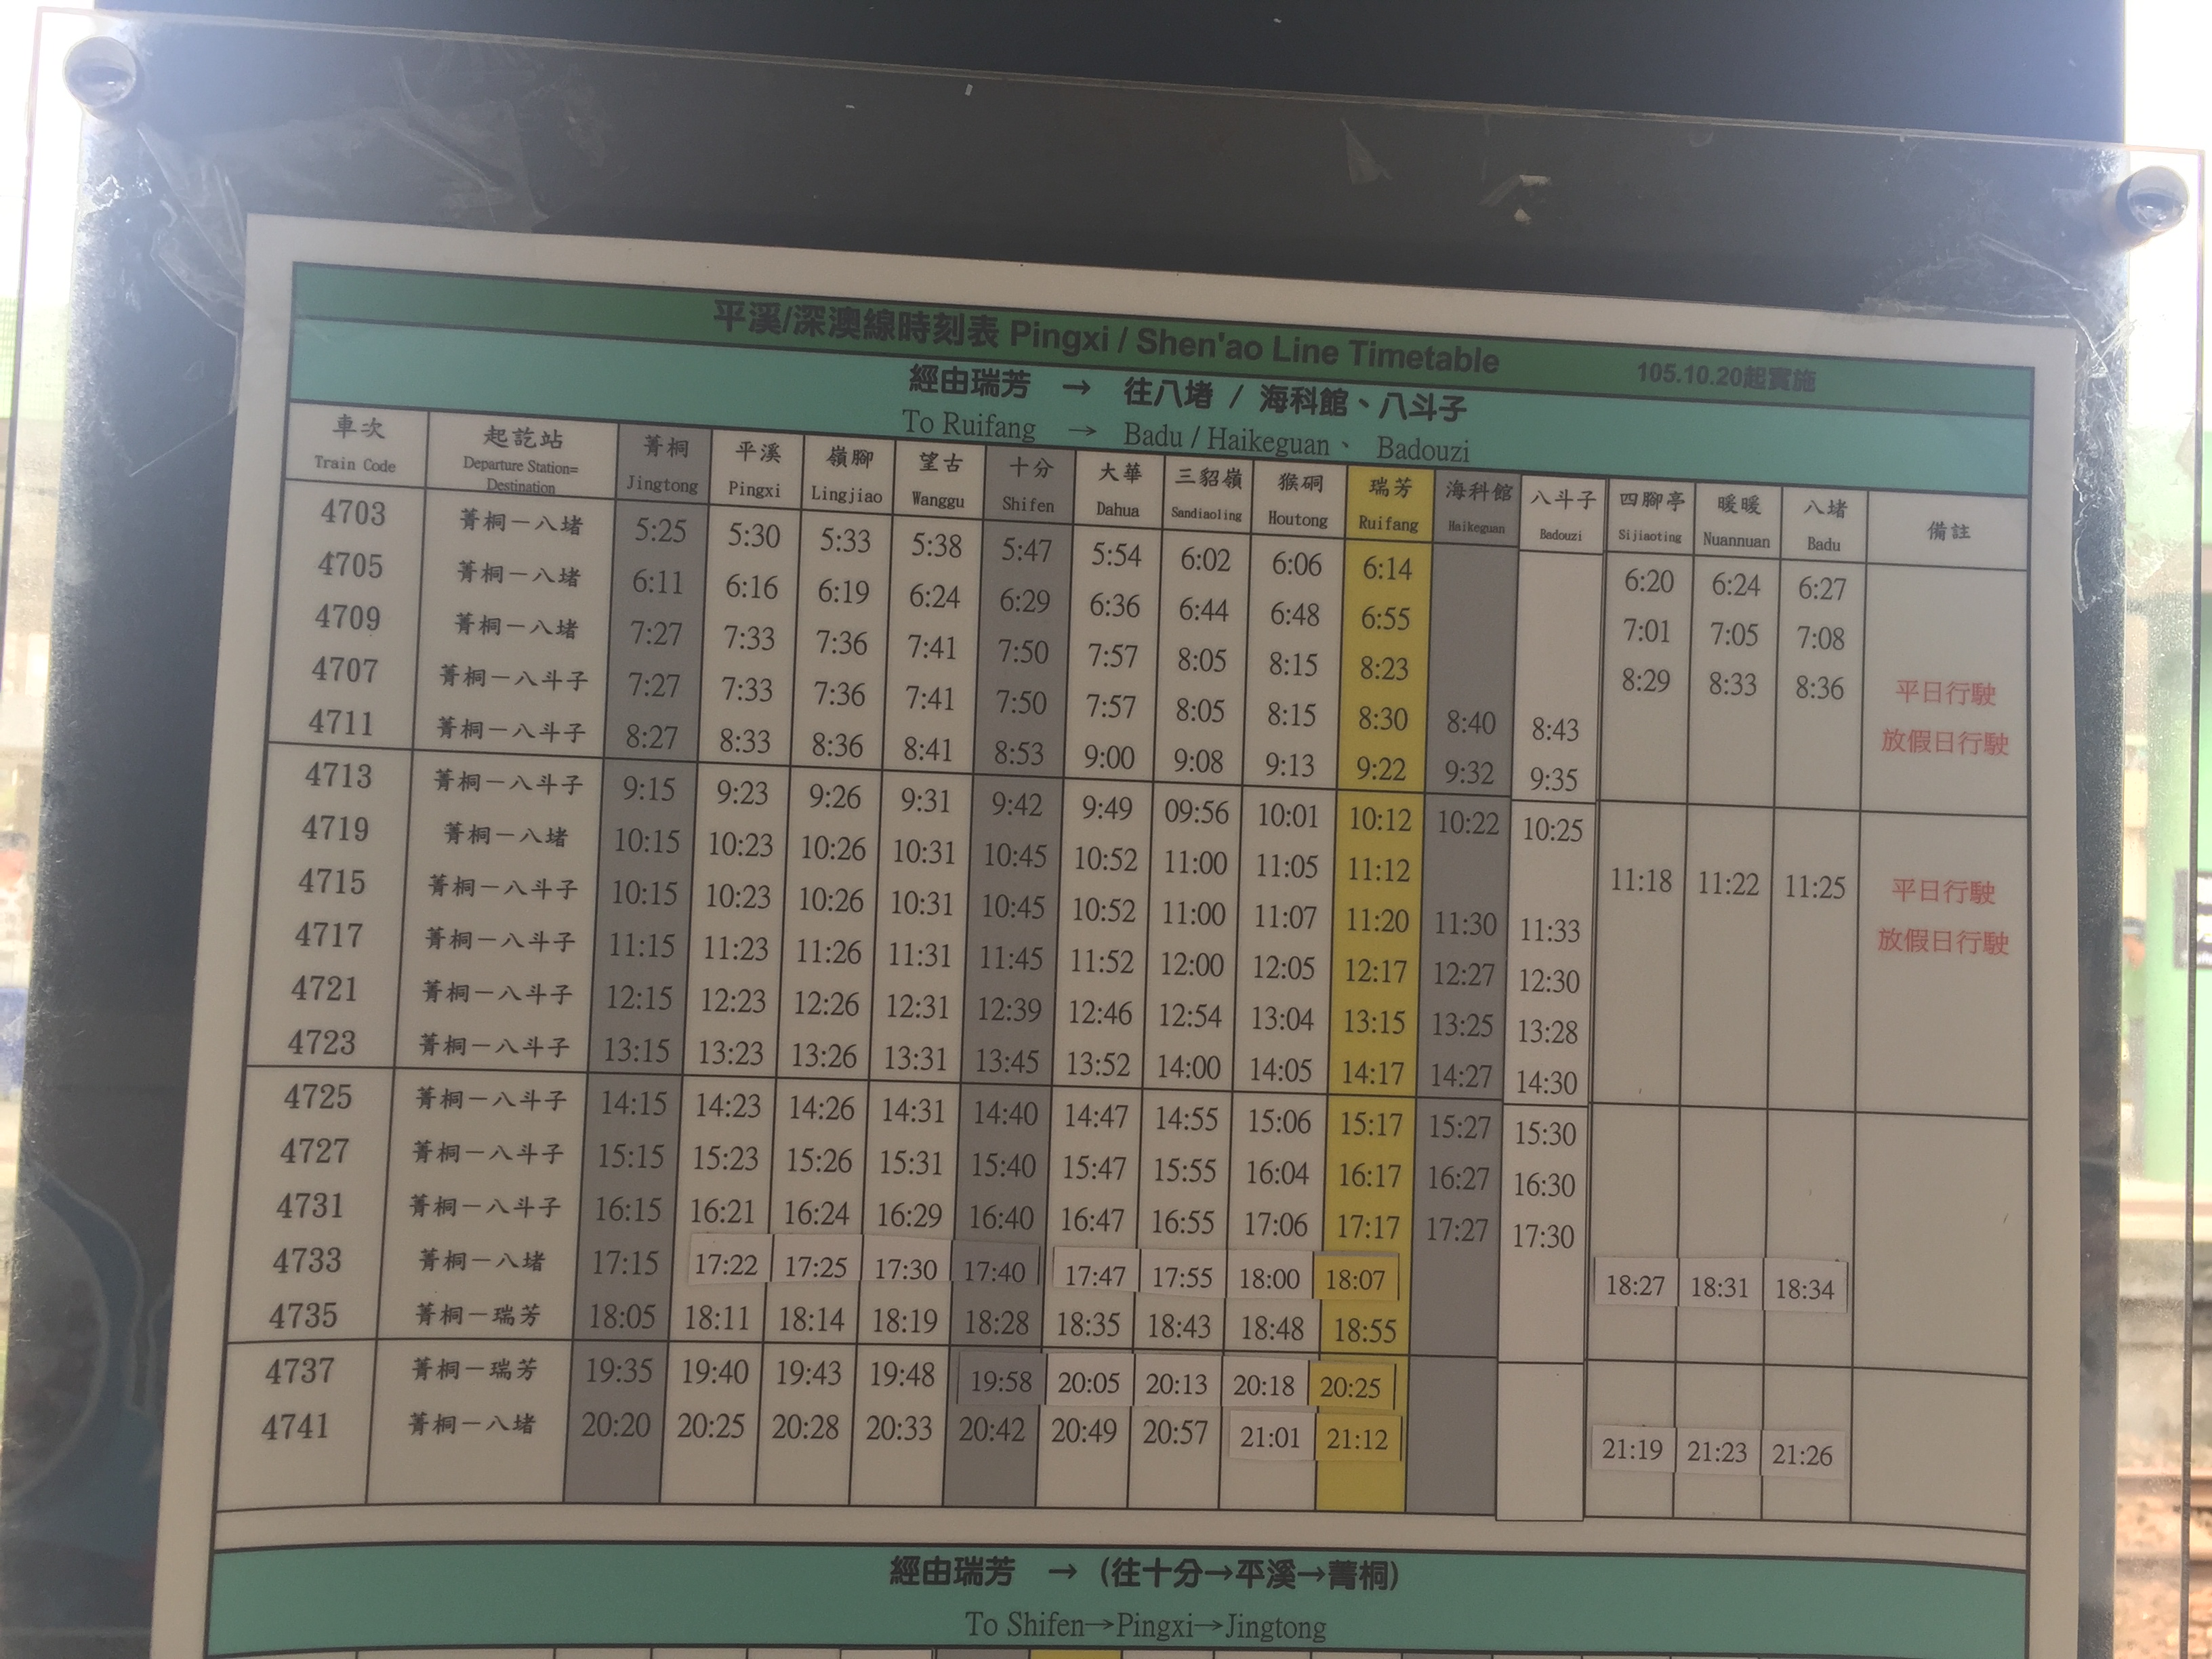 平溪/深澳線時刻表 Pingxi / Shen'ao Line Timetable 105.10.20起實施
經由瑞芳 → 往八堵 / 海科館、八斗子
To Ruifang → Badu / Haikeguan、 Badouzi
車次 起訖站 菁桐 平溪 嶺腳 望古 十分 大華 三貂嶺 猴硐 瑞芳 海科館 八斗子 四腳亭 暖暖 八堵 備註
Train Code Departure Station= Destination Jingtong Pingxi Lingjiao Wanggu Shifen Dahua Sandiaoling Houtong Ruifang Haikeguan Badouzi Sijiaoting Nuannuan Badu
4703 菁桐－八堵 5:25 5:30 5:33 5:38 5:47 5:54 6:02 6:06 6:14 6:20 6:24 6:27
4705 菁桐－八堵 6:11 6:16 6:19 6:24 6:29 6:36 6:44 6:48 6:55 7:01 7:05 7:08
4709 菁桐－八堵 7:27 7:33 7:36 7:41 7:50 7:57 8:05 8:15 8:23 8:29 8:33 8:36 平日行駛
4707 菁桐－八斗子 7:27 7:33 7:36 7:41 7:50 7:57 8:05 8:15 8:30 8:40 8:43 放假日行駛
4711 菁桐－八斗子 8:27 8:33 8:36 8:41 8:53 9:00 9:08 9:13 9:22 9:32 9:35
4713 菁桐－八斗子 9:15 9:23 9:26 9:31 9:42 9:49 09:56 10:01 10:12 10:22 10:25
4719 菁桐－八堵 10:15 10:23 10:26 10:31 10:45 10:52 11:00 11:05 11:12 11:18 11:22 11:25 平日行駛
4715 菁桐－八斗子 10:15 10:23 10:26 10:31 10:45 10:52 11:00 11:07 11:20 11:30 11:33 放假日行駛
4717 菁桐－八斗子 11:15 11:23 11:26 11:31 11:45 11:52 12:00 12:05 12:17 12:27 12:30
4721 菁桐－八斗子 12:15 12:23 12:26 12:31 12:39 12:46 12:54 13:04 13:15 13:25 13:28
4723 菁桐－八斗子 13:15 13:23 13:26 13:31 13:45 13:52 14:00 14:05 14:17 14:27 14:30
4725 菁桐－八斗子 14:15 14:23 14:26 14:31 14:40 14:47 14:55 15:06 15:17 15:27 15:30
4727 菁桐－八斗子 15:15 15:23 15:26 15:31 15:40 15:47 15:55 16:04 16:17 16:27 16:30
4731 菁桐－八斗子 16:15 16:21 16:24 16:29 16:40 16:47 16:55 17:06 17:17 17:27 17:30
4733 菁桐－八堵 17:15 17:22 17:25 17:30 17:40 17:47 17:55 18:00 18:07 18:27 18:31 18:34
4735 菁桐－瑞芳 18:05 18:11 18:14 18:19 18:28 18:35 18:43 18:48 18:55
4737 菁桐－瑞芳 19:35 19:40 19:43 19:48 19:58 20:05 20:13 20:18 20:25
4741 菁桐－八堵 20:20 20:25 20:28 20:33 20:42 20:49 20:57 21:01 21:12 21:19 21:23 21:26
經由瑞芳 → (往十分→平溪→菁桐)
To Shifen→Pingxi→Jingtong